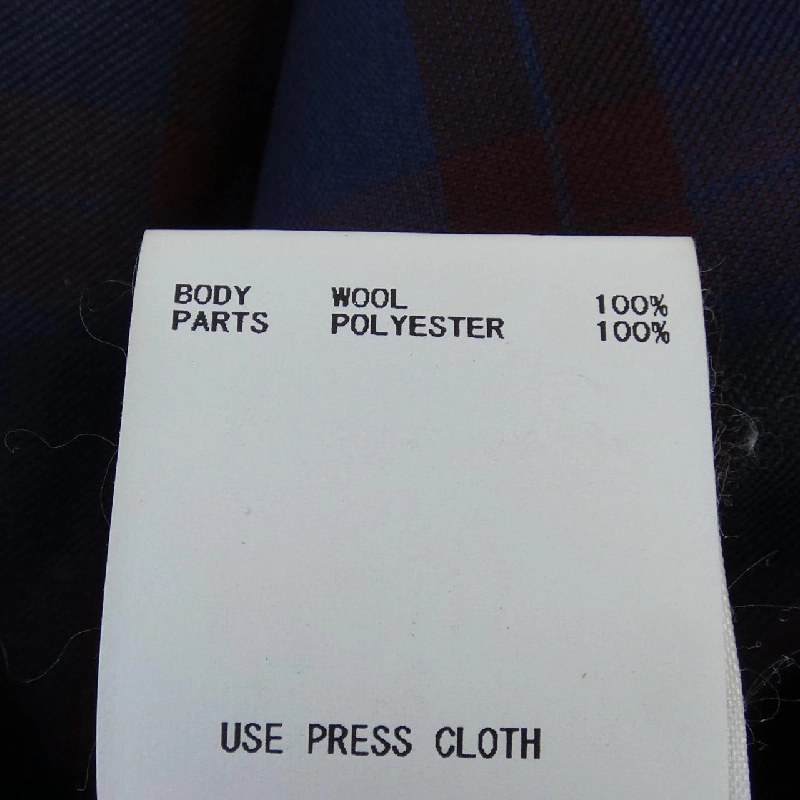 BODY WOOL 100%
PARTS POLYESTER 100%
USE PRESS CLOTH